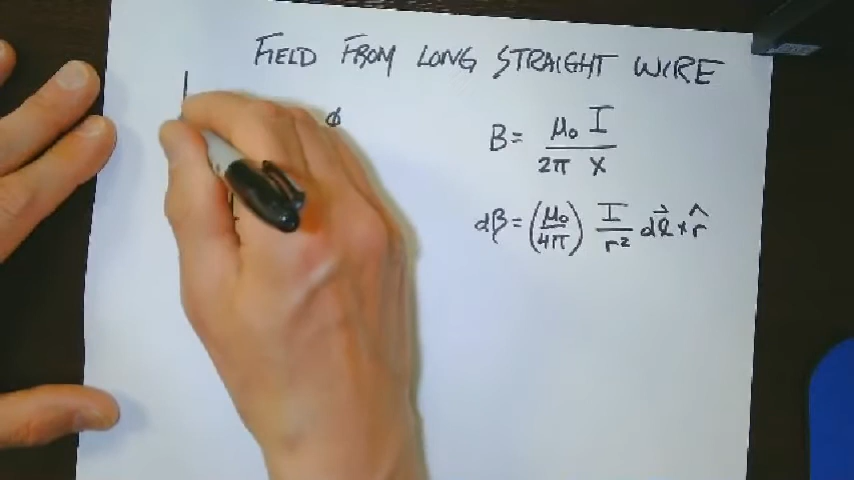 FIELD FROM LONG STRAIGHT WIRE
ϕ
B = μ₀ I / 2π x
dB = (μ₀/4π) I/r² dl⃗ × r̂